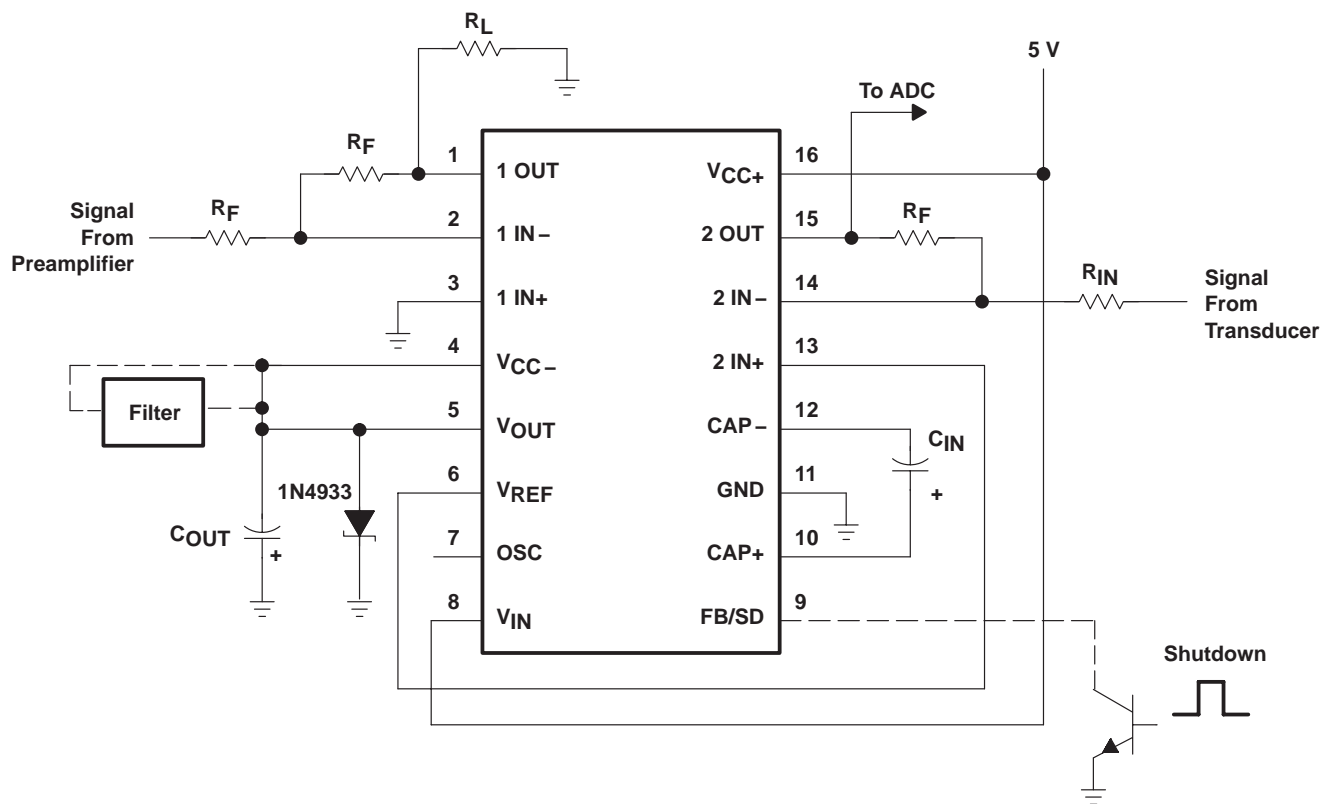 RL
5 V
To ADC
RF
1
1 OUT
VCC+
16
Signal
From
Preamplifier
RF
2
1 IN−
2 OUT
15
RF
3
1 IN+
2 IN−
14
RIN
Signal
From
Transducer
4
VCC−
2 IN+
13
Filter
5
VOUT
CAP−
12
CIN
1N4933
6
VREF
GND
11
+
COUT
+
7
OSC
CAP+
10
8
VIN
FB/SD
9
Shutdown